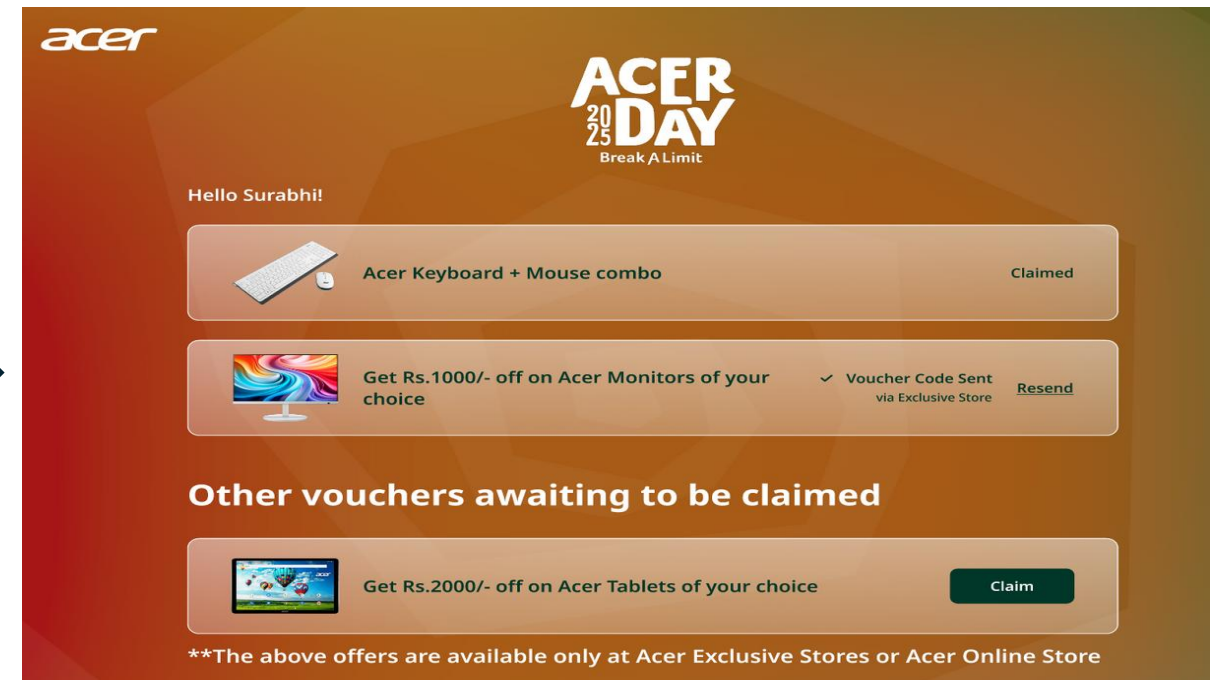 acer
ACER
2025 DAY
Break A Limit
Hello Surabhi!
Acer Keyboard + Mouse combo
Claimed
Get Rs.1000/- off on Acer Monitors of your
choice
Voucher Code Sent
via Exclusive Store
Resend
Other vouchers awaiting to be claimed
acer
Get Rs.2000/- off on Acer Tablets of your choice
Claim
**The above offers are available only at Acer Exclusive Stores or Acer Online Store